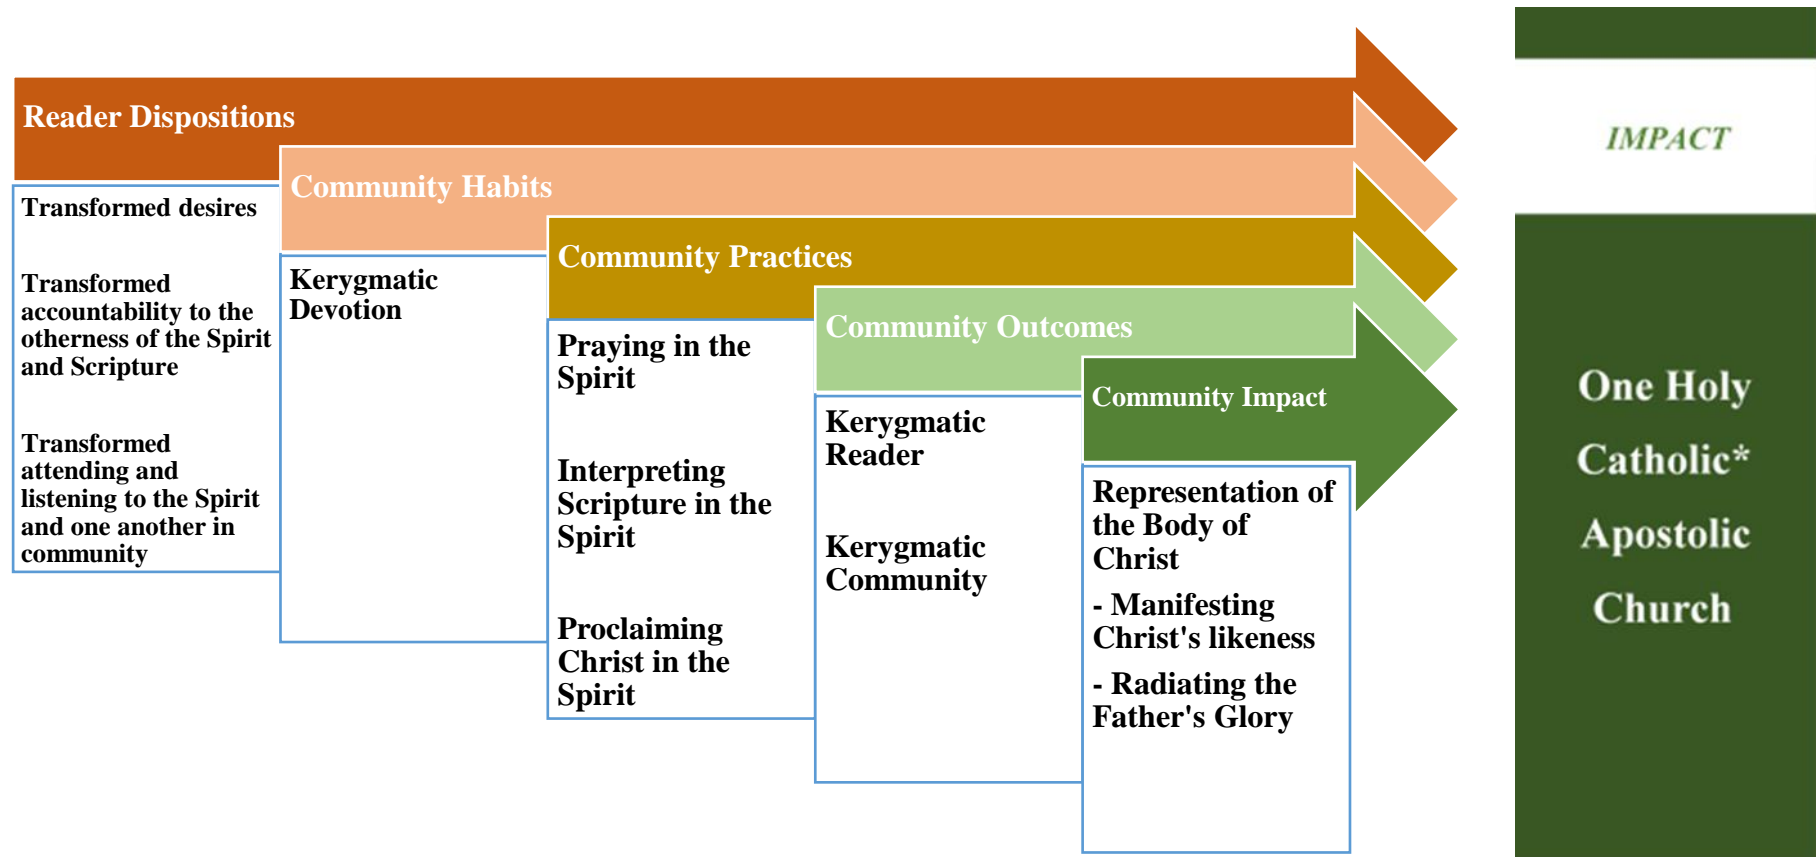 Reader Dispositions
Transformed desires
Transformed
accountability to the
otherness of the Spirit
and Scripture
Transformed
attending and
listening to the Spirit
and one another in
community
Community Habits
Kerygmatic
Devotion
Community Practices
Praying in the
Spirit
Interpreting
Scripture in the
Spirit
Proclaiming
Christ in the
Spirit
Community Outcomes
Kerygmatic
Reader
Kerygmatic
Community
Community Impact
Representation of
the Body of
Christ
- Manifesting
Christ's likeness
- Radiating the
Father's Glory
IMPACT
One Holy
Catholic*
Apostolic
Church